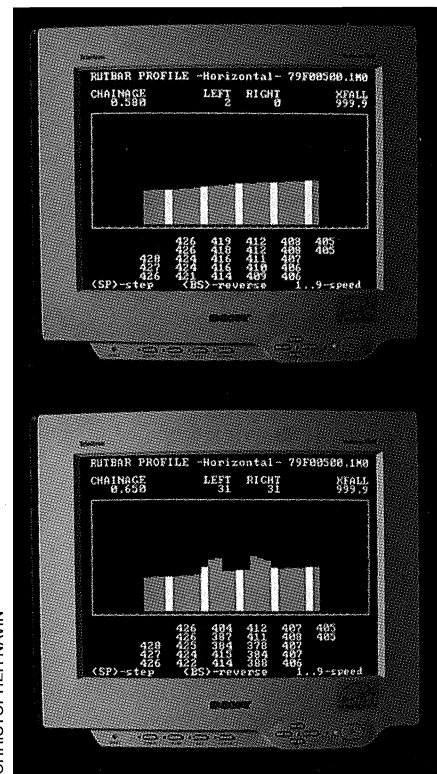 RUTBAR PROFILE -Horizontal- 79F00500.1M0
CHAINAGE LEFT RIGHT XFALL
0.580 2 0 999.9
426 419 412 408 405
426 418 412 408 405
428 424 416 411 407
427 424 416 410 406
426 421 414 409 406
<SP>-step <BS>-reverse 1..9-speed
SONY
RUTBAR PROFILE -Horizontal- 79F00500.1M0
CHAINAGE LEFT RIGHT XFALL
0.650 31 31 999.9
426 404 412 407 405
426 387 411 408 405
428 425 384 378 407
427 424 415 384 407
426 422 414 388 406
<SP>-step <BS>-reverse 1..9-speed
SONY